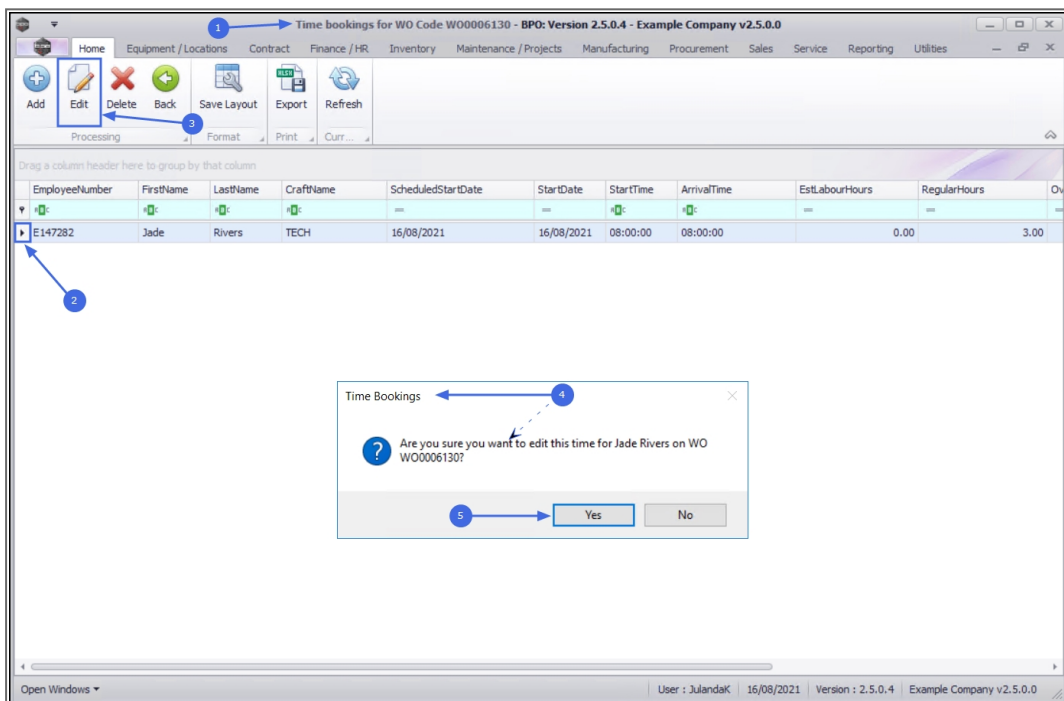 1
Time bookings for WO Code WO0006130 - BPO: Version 2.5.0.4 - Example Company v2.5.0.0
Home Equipment / Locations Contract Finance / HR Inventory Maintenance / Projects Manufacturing Procurement Sales Service Reporting Utilities
Add Edit Delete Back Save Layout Export Refresh
3
Processing Format Print Curr...
Drag a column header here to group by that column
EmployeeNumber FirstName LastName CraftName ScheduledStartDate StartDate StartTime ArrivalTime EstLabourHours RegularHours Ov
E147282 Jade Rivers TECH 16/08/2021 16/08/2021 08:00:00 08:00:00 0.00 3.00
2
Time Bookings 4
Are you sure you want to edit this time for Jade Rivers on WO
WO0006130?
5 Yes No
Open Windows User : JulandaK 16/08/2021 Version : 2.5.0.4 Example Company v2.5.0.0